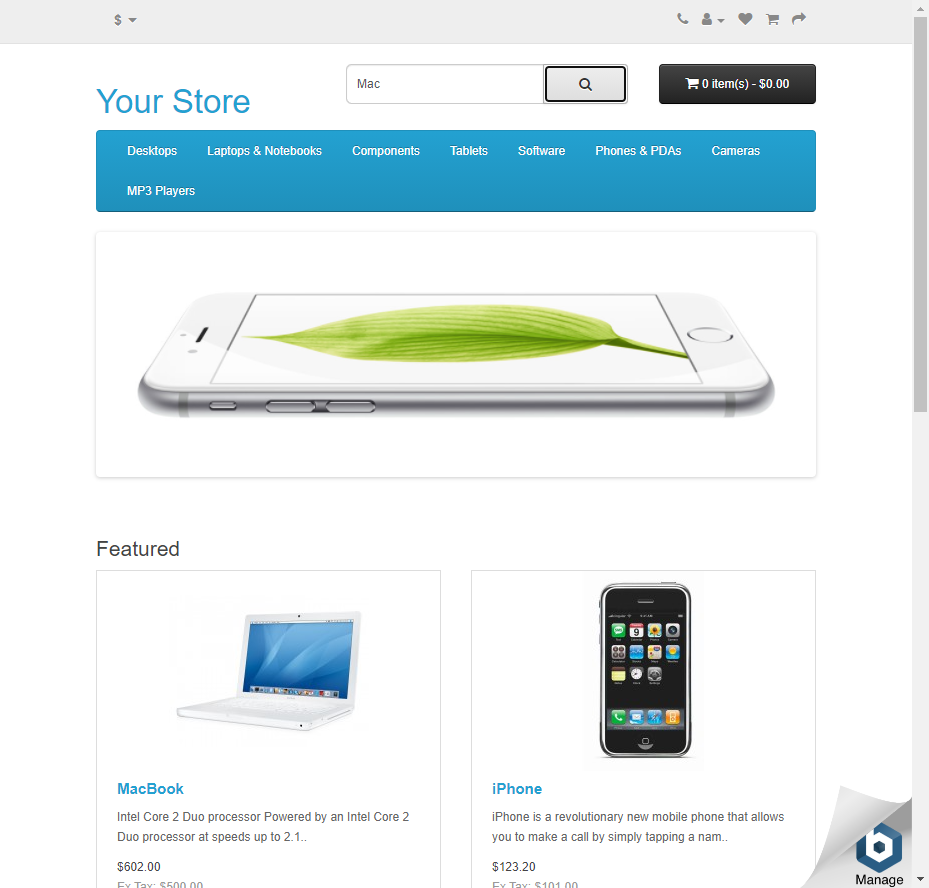 $
Your Store
Mac
0 item(s) - $0.00
Desktops Laptops & Notebooks Components Tablets Software Phones & PDAs Cameras
MP3 Players
Featured
MacBook
Intel Core 2 Duo processor Powered by an Intel Core 2
Duo processor at speeds up to 2.1..
$602.00
Ex Tax: $500.00
iPhone
iPhone is a revolutionary new mobile phone that allows
you to make a call by simply tapping a nam..
$123.20
Ex Tax: $101.00
Manage